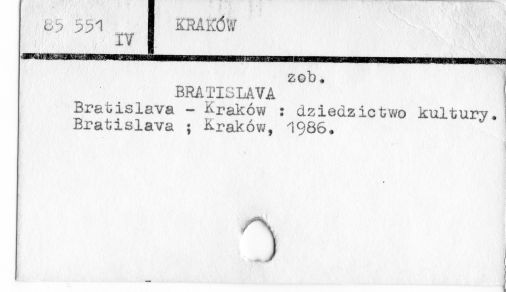 85 551
IV
KRAKÓW
zob.
BRATISLAVA
Bratislava - Kraków : dziedzictwo kultury.
Bratislava ; Kraków, 1986.